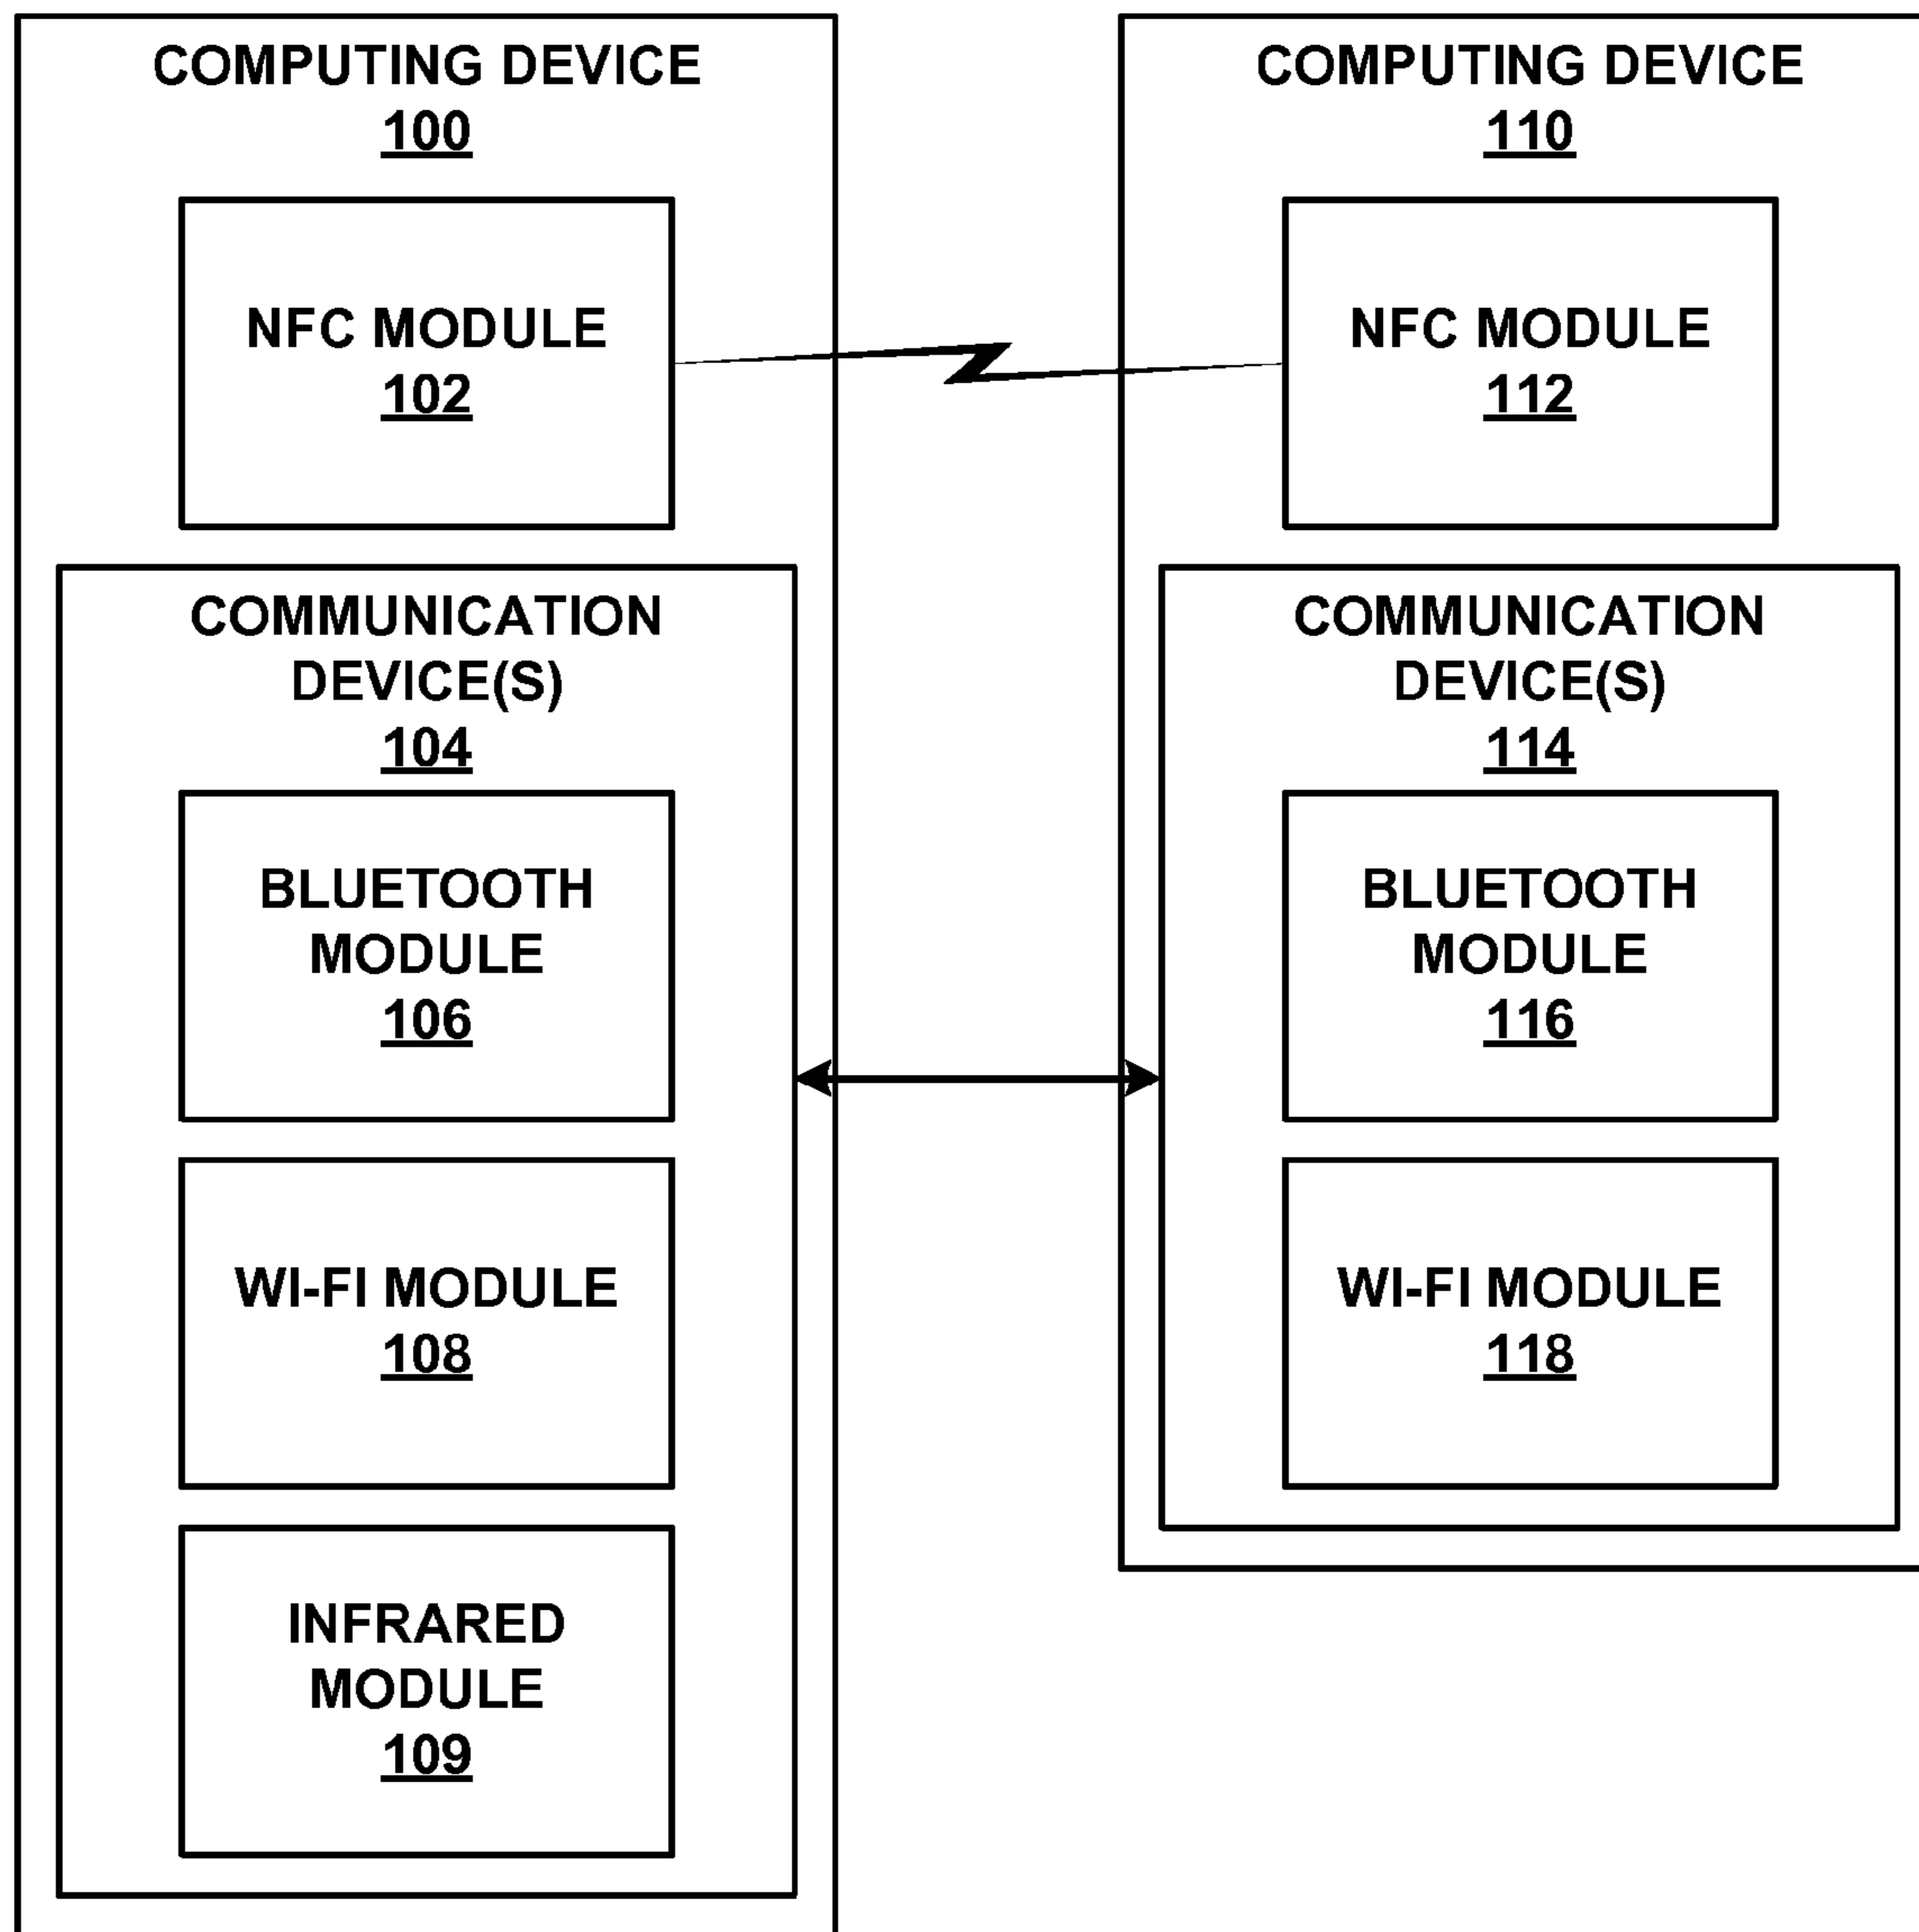 COMPUTING DEVICE
100
NFC MODULE
102
COMMUNICATION
DEVICE(S)
104
BLUETOOTH
MODULE
106
WI-FI MODULE
108
INFRARED
MODULE
109
COMPUTING DEVICE
110
NFC MODULE
112
COMMUNICATION
DEVICE(S)
114
BLUETOOTH
MODULE
116
WI-FI MODULE
118